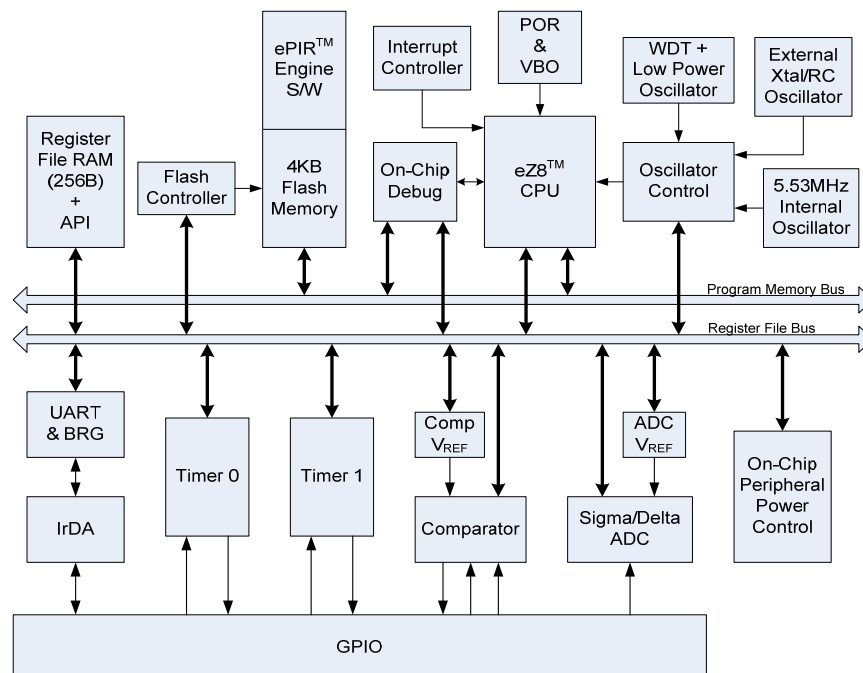 ePIR™
Engine
S/W
Interrupt
Controller
POR
&
VBO
WDT +
Low Power
Oscillator
External
Xtal/RC
Oscillator
Register
File RAM
(256B)
+
API
Flash
Controller
4KB
Flash
Memory
On-Chip
Debug
eZ8™
CPU
Oscillator
Control
5.53MHz
Internal
Oscillator
Program Memory Bus
Register File Bus
UART
& BRG
Timer 0
Timer 1
Comp
VREF
ADC
VREF
On-Chip
Peripheral
Power
Control
IrDA
Comparator
Sigma/Delta
ADC
GPIO